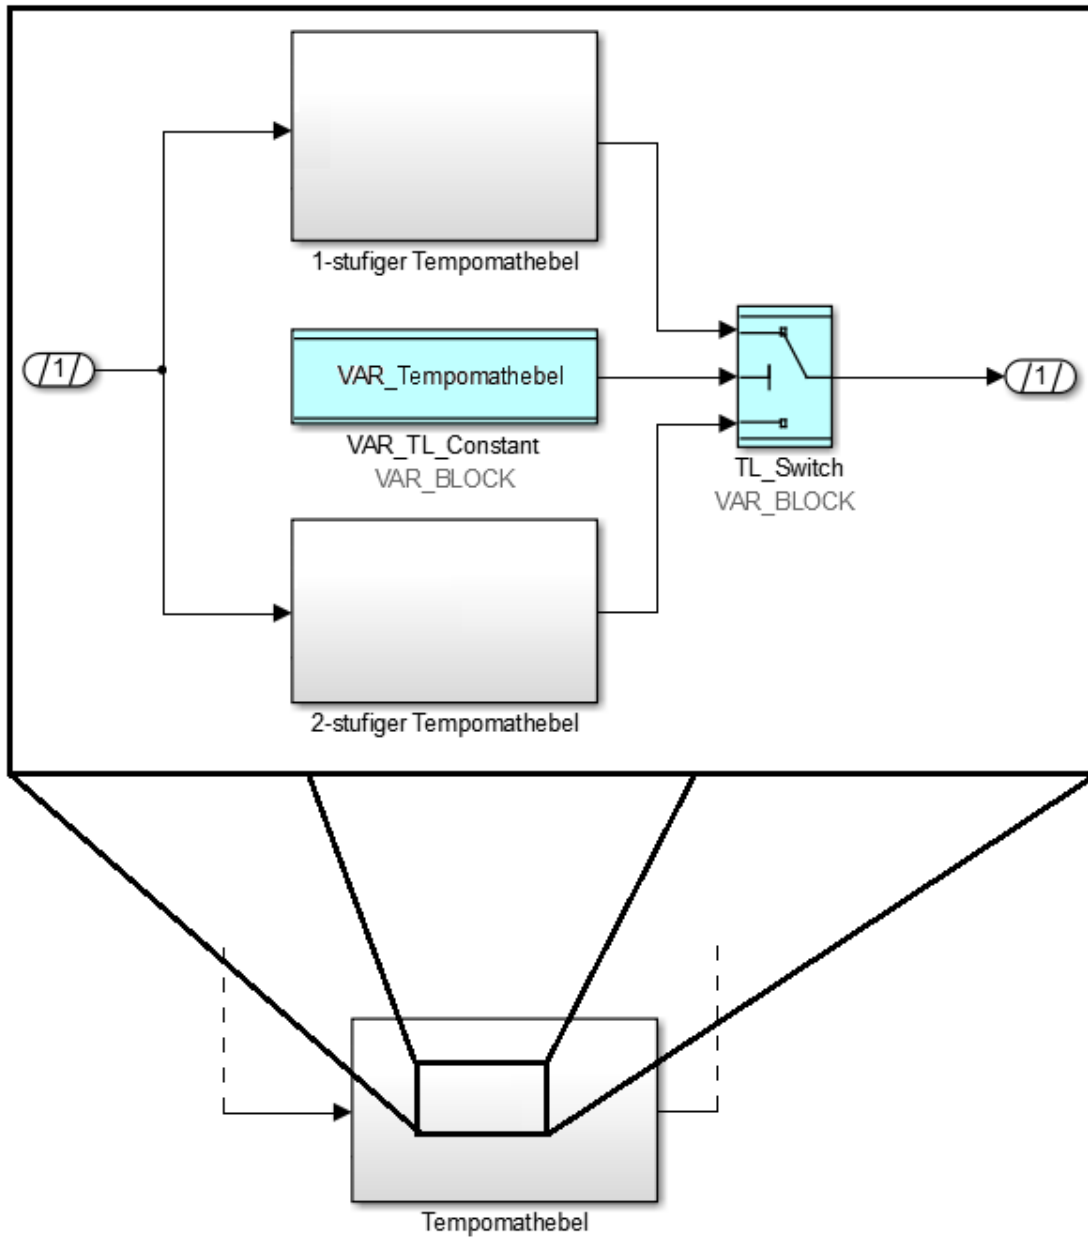 1-stufiger Tempomathebel
1
VAR_Tempomathebel
1
VAR_TL_Constant
VAR_BLOCK
TL_Switch
VAR_BLOCK
2-stufiger Tempomathebel
Tempomathebel